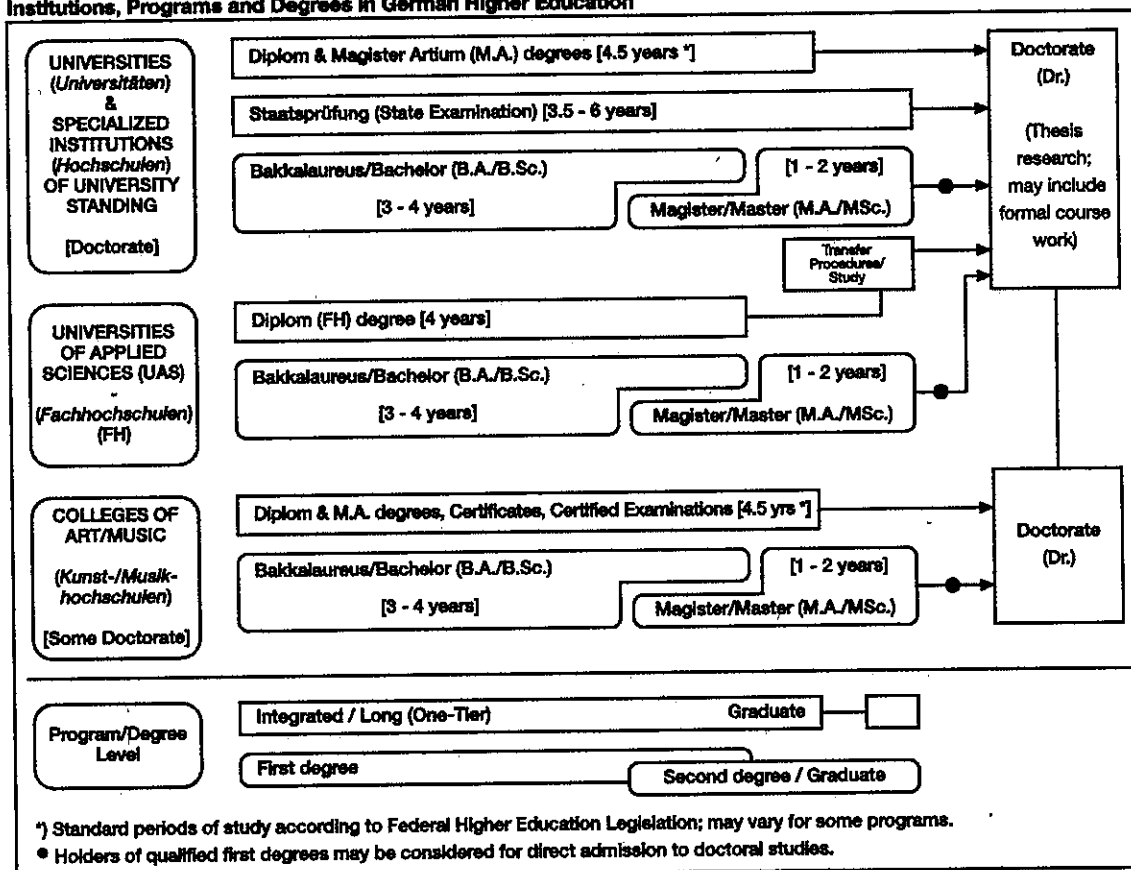 Institutions, Programs and Degrees in German Higher Education
UNIVERSITIES
(Universitäten)
&
SPECIALIZED
INSTITUTIONS
(Hochschulen)
OF UNIVERSITY
STANDING
[Doctorate]
Diplom & Magister Artium (M.A.) degrees [4.5 years *]
Staatsprüfung (State Examination) [3.5 - 6 years]
Bakkalaureus/Bachelor (B.A./B.Sc.)
[3 - 4 years]
[1 - 2 years]
Magister/Master (M.A./MSc.)
Transfer
Procedures/
Study
Doctorate
(Dr.)
(Thesis
research;
may include
formal course
work)
UNIVERSITIES
OF APPLIED
SCIENCES (UAS)
-
(Fachhochschulen)
(FH)
Diplom (FH) degree [4 years]
Bakkalaureus/Bachelor (B.A./B.Sc.)
[3 - 4 years]
[1 - 2 years]
Magister/Master (M.A./MSc.)
COLLEGES OF
ART/MUSIC
(Kunst-/Musik-
hochschulen)
[Some Doctorate]
Diplom & M.A. degrees, Certificates, Certified Examinations [4.5 yrs *]
Bakkalaureus/Bachelor (B.A./B.Sc.)
[3 - 4 years]
[1 - 2 years]
Magister/Master (M.A./MSc.)
Doctorate
(Dr.)
Program/Degree
Level
Integrated / Long (One-Tier) Graduate
First degree
Second degree / Graduate
*) Standard periods of study according to Federal Higher Education Legislation; may vary for some programs.
● Holders of qualified first degrees may be considered for direct admission to doctoral studies.